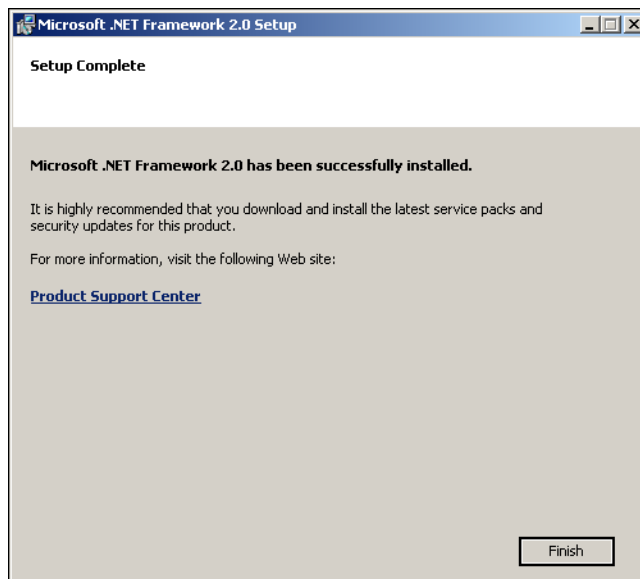 Microsoft .NET Framework 2.0 Setup
Setup Complete
Microsoft .NET Framework 2.0 has been successfully installed.
It is highly recommended that you download and install the latest service packs and
security updates for this product.
For more information, visit the following Web site:
Product Support Center
Finish